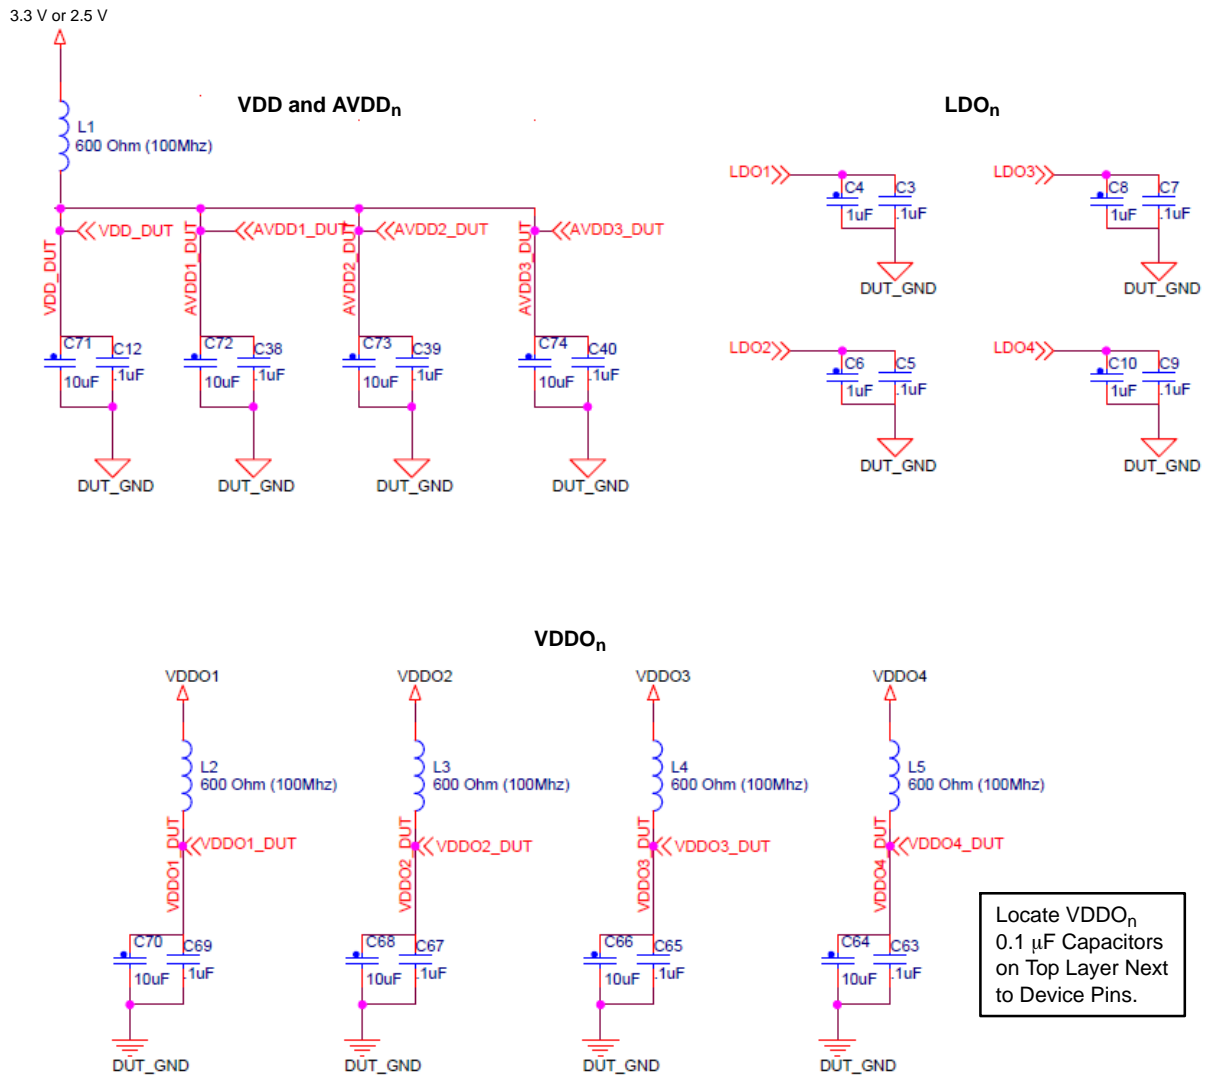 3.3 V or 2.5 V
VDD and AVDDn
LDOn
L1
600 Ohm (100Mhz)
VDD_DUT
AVDD1_DUT
AVDD2_DUT
AVDD3_DUT
VDD_DUT
AVDD1_DUT
AVDD2_DUT
AVDD3_DUT
C71
10uF
C12
.1uF
C72
10uF
C38
.1uF
C73
10uF
C39
.1uF
C74
10uF
C40
.1uF
DUT_GND
DUT_GND
DUT_GND
DUT_GND
LDO1
C4
1uF
C3
.1uF
DUT_GND
LDO3
C8
1uF
C7
.1uF
DUT_GND
LDO2
C6
1uF
C5
.1uF
DUT_GND
LDO4
C10
1uF
C9
.1uF
DUT_GND
VDDOn
VDDO1
L2
600 Ohm (100Mhz)
VDDO1_DUT
VDDO1_DUT
C70
10uF
C69
.1uF
DUT_GND
VDDO2
L3
600 Ohm (100Mhz)
VDDO2_DUT
VDDO2_DUT
C68
10uF
C67
.1uF
DUT_GND
VDDO3
L4
600 Ohm (100Mhz)
VDDO3_DUT
VDDO3_DUT
C66
10uF
C65
.1uF
DUT_GND
VDDO4
L5
600 Ohm (100Mhz)
VDDO4_DUT
VDDO4_DUT
C64
10uF
C63
.1uF
DUT_GND
Locate VDDOn
0.1 μF Capacitors
on Top Layer Next
to Device Pins.